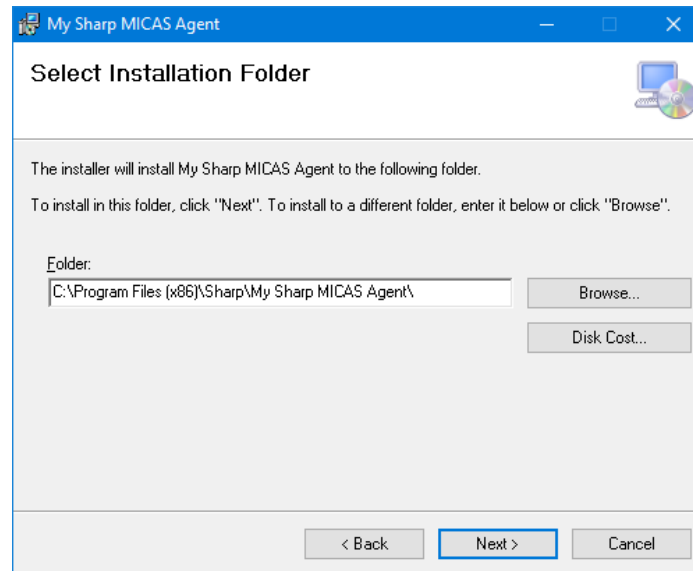 My Sharp MICAS Agent
Select Installation Folder
The installer will install My Sharp MICAS Agent to the following folder.
To install in this folder, click "Next". To install to a different folder, enter it below or click "Browse".
Folder:
C:\Program Files (x86)\Sharp\My Sharp MICAS Agent\
Browse...
Disk Cost...
< Back
Next >
Cancel